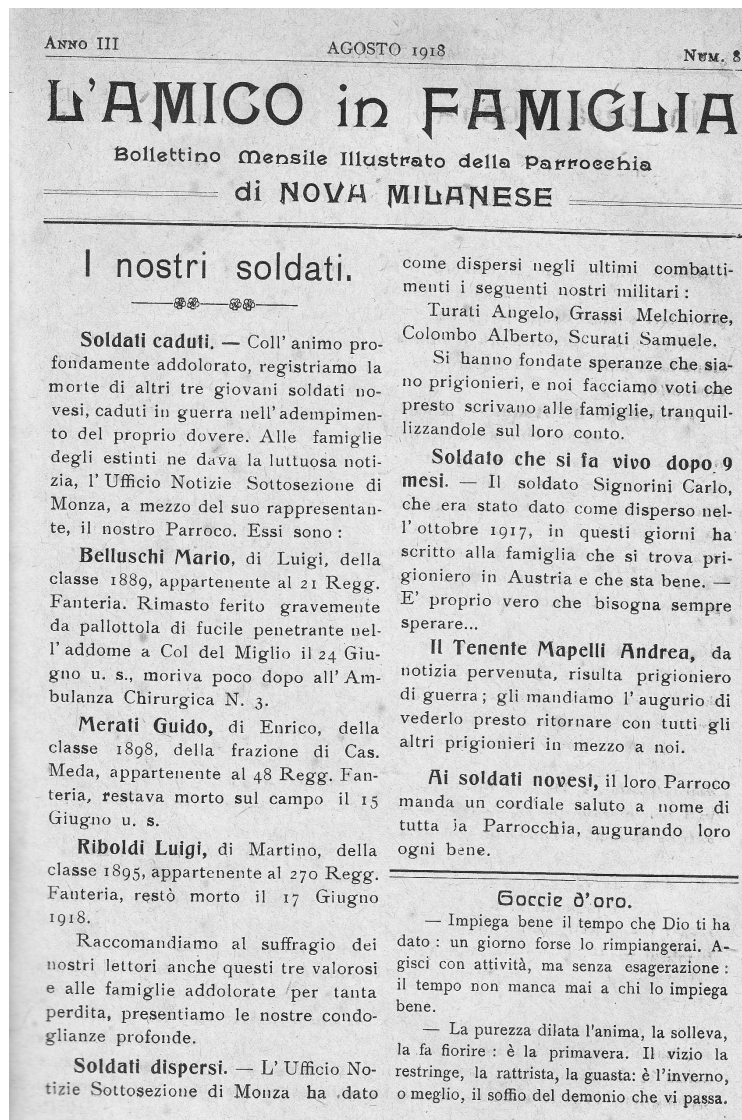 ANNO III
AGOSTO 1918
NUM. 8
L'AMICO in FAMIGLIA
Bollettino Mensile Illustrato della Parrocchia
di NOVA MILANESE
I nostri soldati.
Soldati caduti. — Coll' animo pro-
fondamente addolorato, registriamo la
morte di altri tre giovani soldati no-
vesi, caduti in guerra nell' adempimen-
to del proprio dovere. Alle famiglie
degli estinti ne dava la luttuosa noti-
zia, l' Ufficio Notizie Sottosezione di
Monza, a mezzo del suo rappresentan-
te, il nostro Parroco. Essi sono :
Belluschi Mario, di Luigi, della
classe 1889, appartenente al 21 Regg.
Fanteria. Rimasto ferito gravemente
da pallottola di fucile penetrante nel-
l' addome a Col del Miglio il 24 Giu-
gno u. s., moriva poco dopo all' Am-
bulanza Chirurgica N. 3.
Merati Guido, di Enrico, della
classe 1898, della frazione di Cas.
Meda, appartenente al 48 Regg. Fan-
teria, restava morto sul campo il 15
Giugno u. s.
Riboldi Luigi, di Martino, della
classe 1895, appartenente al 270 Regg.
Fanteria, restò morto il 17 Giugno
1918.
Raccomandiamo al suffragio dei
nostri lettori anche questi tre valorosi
e alle famiglie addolorate per tanta
perdita, presentiamo le nostre condo-
glianze profonde.
Soldati dispersi. — L' Ufficio No-
tizie Sottosezione di Monza ha dato
come dispersi negli ultimi combatti-
menti i seguenti nostri militari :
Turati Angelo, Grassi Melchiorre,
Colombo Alberto, Scurati Samuele.
Si hanno fondate speranze che sia-
no prigionieri, e noi facciamo voti che
presto scrivano alle famiglie, tranquil-
lizzandole sul loro conto.
Soldato che si fa vivo dopo 9
mesi. — Il soldato Signorini Carlo,
che era stato dato come disperso nel-
l' ottobre 1917, in questi giorni ha
scritto alla famiglia che si trova pri-
gioniero in Austria e che sta bene. —
E' proprio vero che bisogna sempre
sperare...
Il Tenente Mapelli Andrea, da
notizia pervenuta, risulta prigioniero
di guerra ; gli mandiamo l' augurio di
vederlo presto ritornare con tutti gli
altri prigionieri in mezzo a noi.
Ai soldati novesi, il loro Parroco
manda un cordiale saluto a nome di
tutta la Parrocchia, augurando loro
ogni bene.
Goccie d'oro.
— Impiega bene il tempo che Dio ti ha
dato : un giorno forse lo rimpiangerai. A-
gisci con attività, ma senza esagerazione :
il tempo non manca mai a chi lo impiega
bene.
— La purezza dilata l'anima, la solleva,
la fa fiorire : è la primavera. Il vizio la
restringe, la rattrista, la guasta: è l'inverno,
o meglio, il soffio del demonio che vi passa.